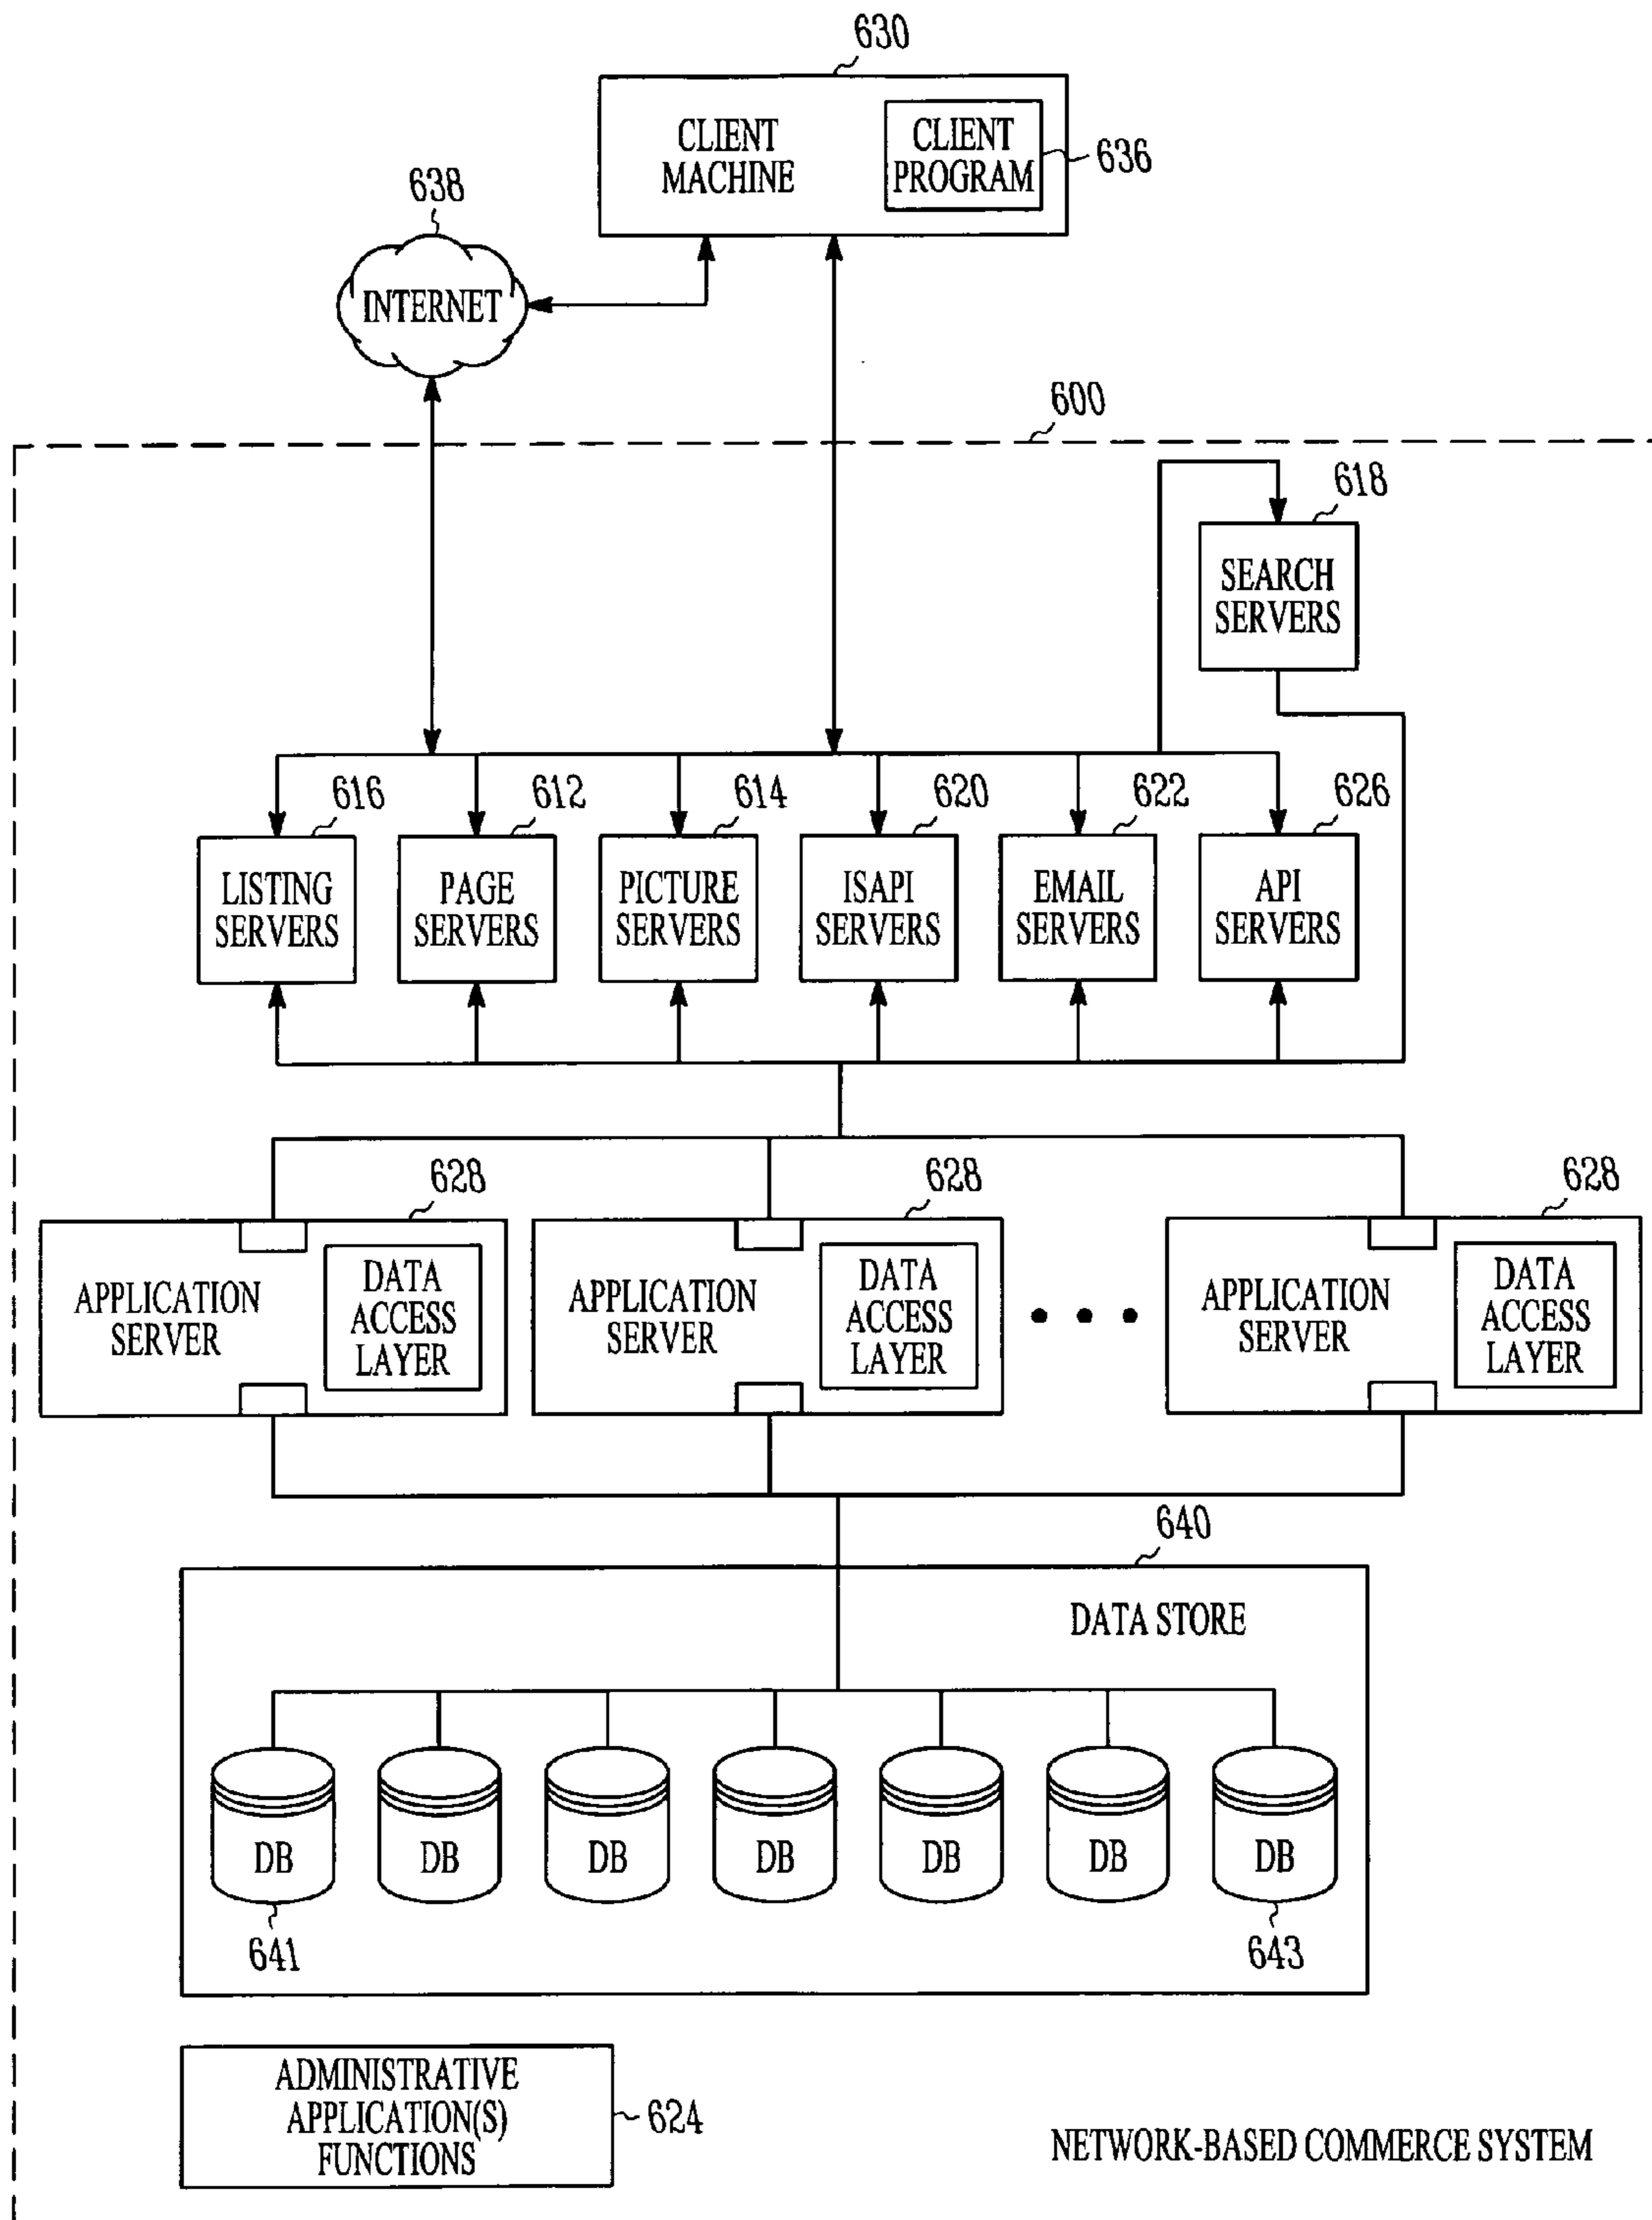 630
CLIENT
MACHINE
CLIENT
PROGRAM
636
638
INTERNET
600
618
SEARCH
SERVERS
616
612
614
620
622
626
LISTING
SERVERS
PAGE
SERVERS
PICTURE
SERVERS
ISAPI
SERVERS
EMAIL
SERVERS
API
SERVERS
628
628
628
APPLICATION
SERVER
DATA
ACCESS
LAYER
APPLICATION
SERVER
DATA
ACCESS
LAYER
APPLICATION
SERVER
DATA
ACCESS
LAYER
640
DATA STORE
DB
DB
DB
DB
DB
DB
DB
641
643
ADMINISTRATIVE
APPLICATION(S)
FUNCTIONS
624
NETWORK-BASED COMMERCE SYSTEM